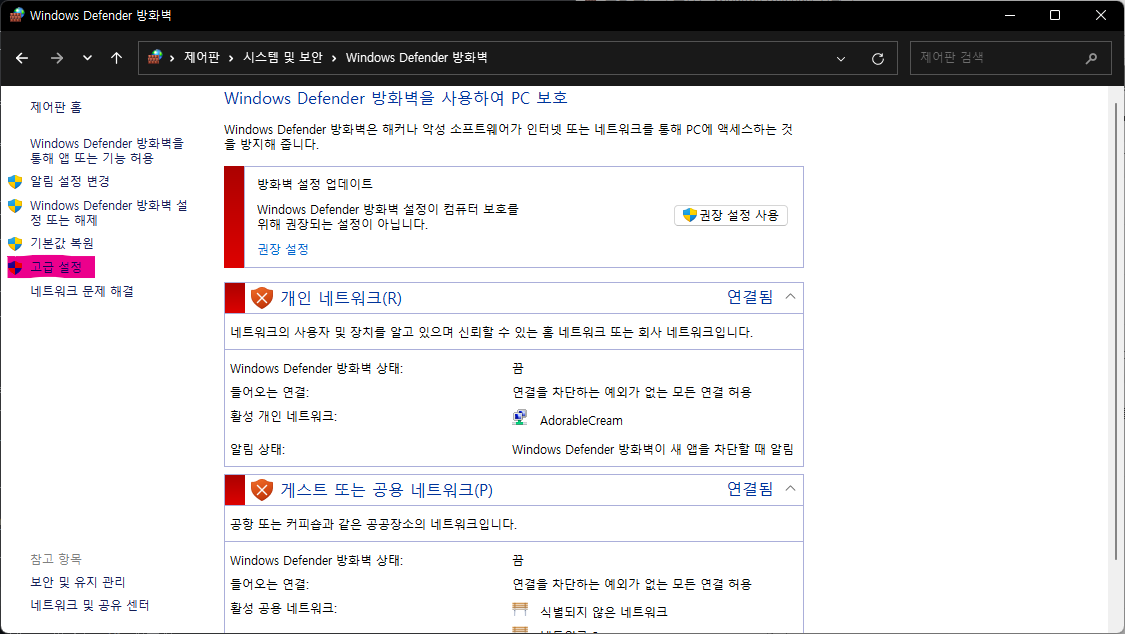 Windows Defender 방화벽
제어판 › 시스템 및 보안 › Windows Defender 방화벽
제어판 검색
제어판 홈
Windows Defender 방화벽을
통해 앱 또는 기능 허용
알림 설정 변경
Windows Defender 방화벽 설
정 또는 해제
기본값 복원
고급 설정
네트워크 문제 해결
참고 항목
보안 및 유지 관리
네트워크 및 공유 센터
Windows Defender 방화벽을 사용하여 PC 보호
Windows Defender 방화벽은 해커나 악성 소프트웨어가 인터넷 또는 네트워크를 통해 PC에 액세스하는 것
을 방지해 줍니다.
방화벽 설정 업데이트
Windows Defender 방화벽 설정이 컴퓨터 보호를
위해 권장되는 설정이 아닙니다.
권장 설정
권장 설정 사용
개인 네트워크(R) 연결됨
네트워크의 사용자 및 장치를 알고 있으며 신뢰할 수 있는 홈 네트워크 또는 회사 네트워크입니다.
Windows Defender 방화벽 상태: 끔
들어오는 연결: 연결을 차단하는 예외가 없는 모든 연결 허용
활성 개인 네트워크: AdorableCream
알림 상태: Windows Defender 방화벽이 새 앱을 차단할 때 알림
게스트 또는 공용 네트워크(P) 연결됨
공항 또는 커피숍과 같은 공공장소의 네트워크입니다.
Windows Defender 방화벽 상태: 끔
들어오는 연결: 연결을 차단하는 예외가 없는 모든 연결 허용
활성 공용 네트워크: 식별되지 않은 네트워크